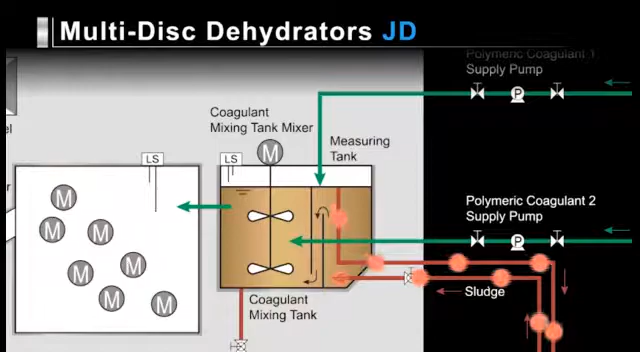 Multi-Disc Dehydrators JD
Polymeric Coagulant 1
Supply Pump
P
Coagulant
Mixing Tank Mixer
M
Measuring
Tank
LS
LS
Polymeric Coagulant 2
Supply Pump
P
M
M
M
M
M
M
M
Sludge
Coagulant
Mixing Tank